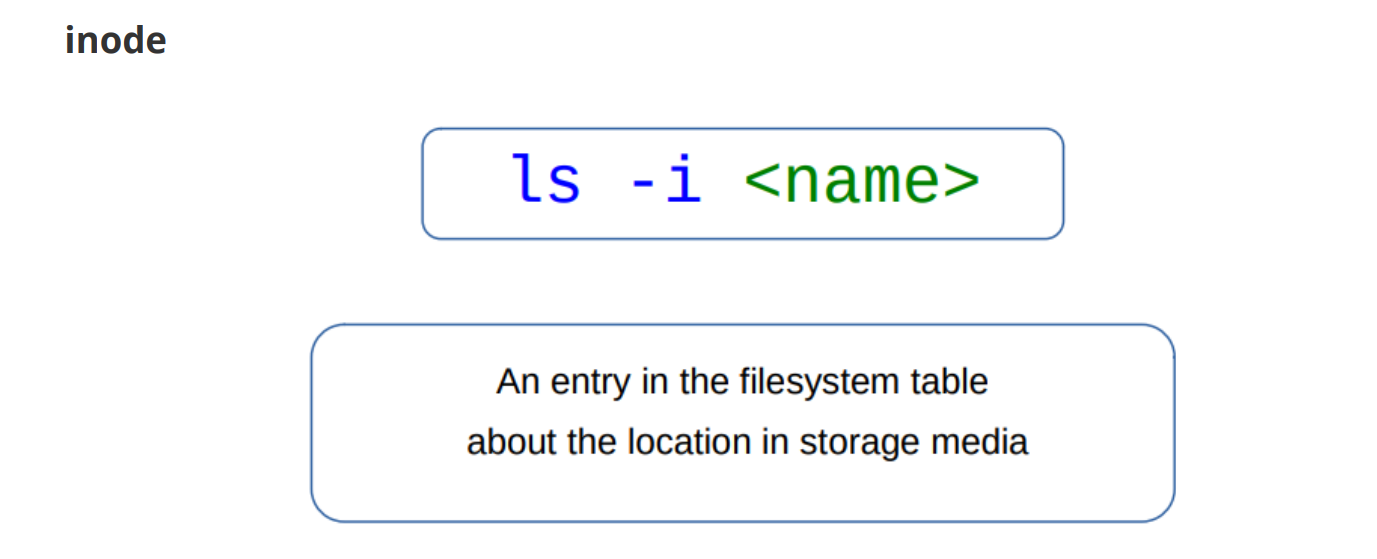 inode
ls -i <name>
An entry in the filesystem table
about the location in storage media